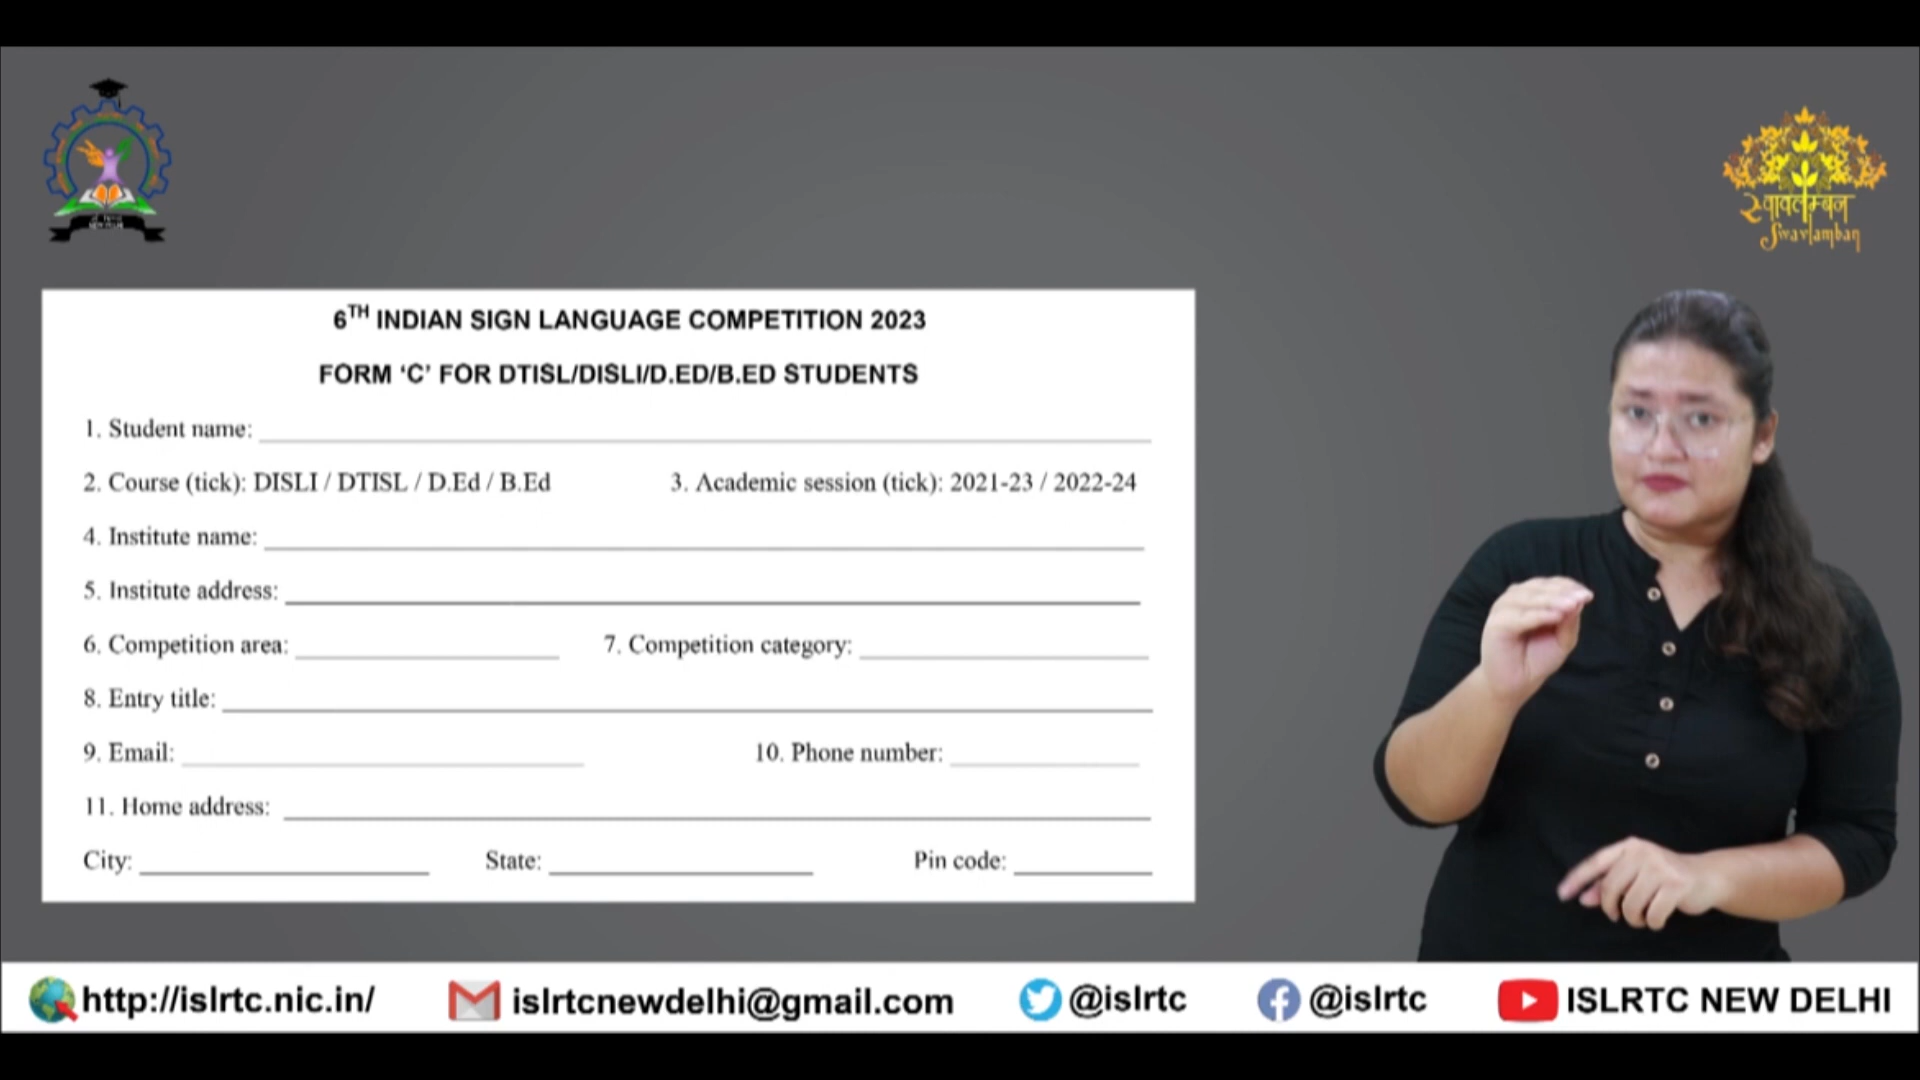 NEW DELHI
स्वावलम्बन
Swavlamban
6TH INDIAN SIGN LANGUAGE COMPETITION 2023
FORM ‘C’ FOR DTISL/DISLI/D.ED/B.ED STUDENTS
1. Student name:
2. Course (tick): DISLI / DTISL / D.Ed / B.Ed 3. Academic session (tick): 2021-23 / 2022-24
4. Institute name:
5. Institute address:
6. Competition area: 7. Competition category:
8. Entry title:
9. Email: 10. Phone number:
11. Home address:
City: State: Pin code:
http://islrtc.nic.in/ islrtcnewdelhi@gmail.com @islrtc @islrtc ISLRTC NEW DELHI